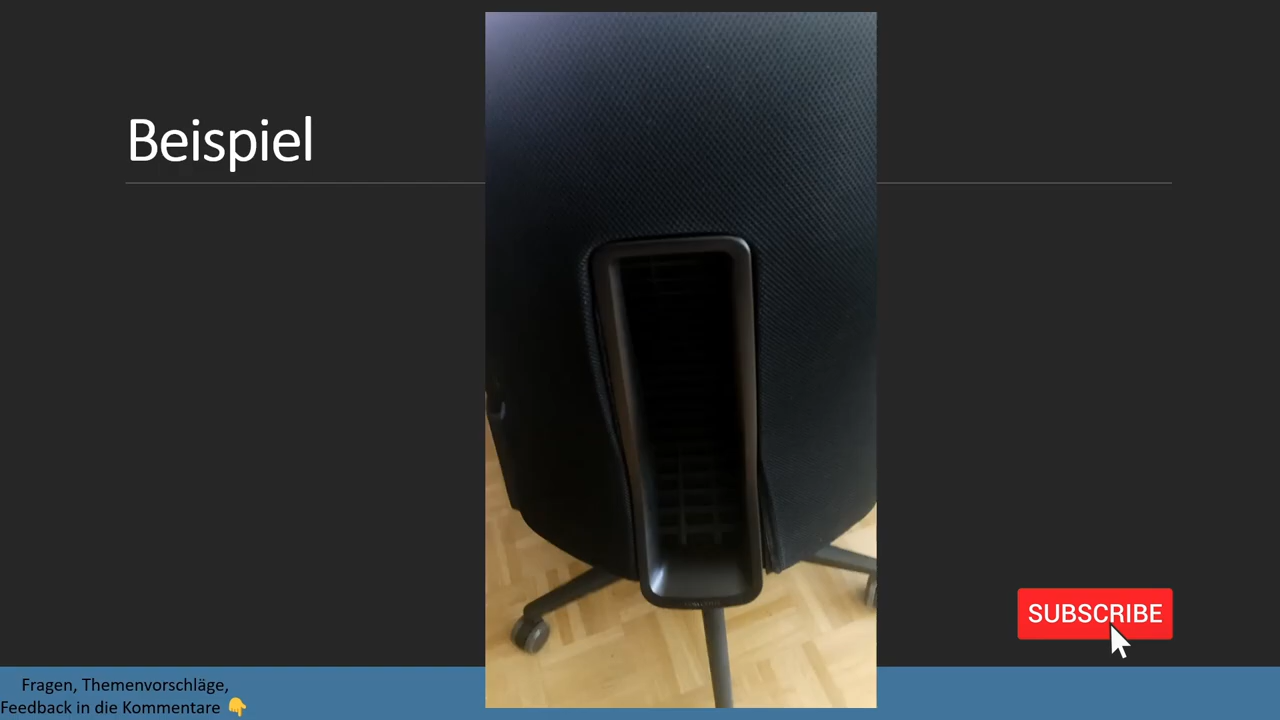 Beispiel
SUBSCRIBE
Fragen, Themenvorschläge,
Feedback in die Kommentare 👇